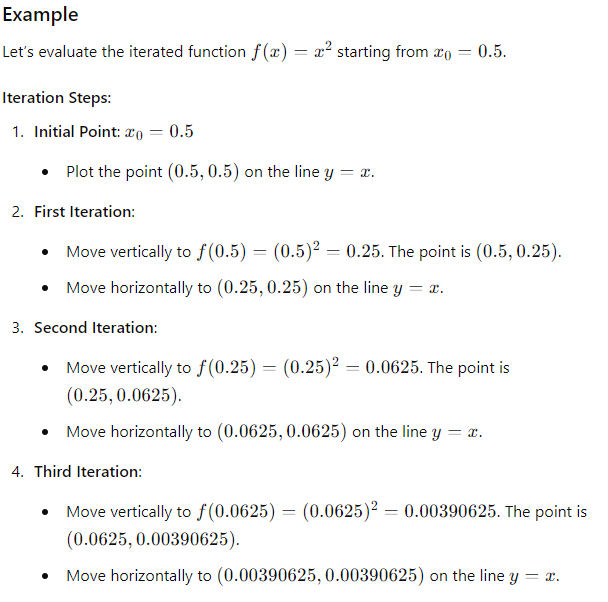 Example
Let's evaluate the iterated function f(x) = x² starting from x₀ = 0.5.
Iteration Steps:
1. Initial Point: x₀ = 0.5
• Plot the point (0.5, 0.5) on the line y = x.
2. First Iteration:
• Move vertically to f(0.5) = (0.5)² = 0.25. The point is (0.5, 0.25).
• Move horizontally to (0.25, 0.25) on the line y = x.
3. Second Iteration:
• Move vertically to f(0.25) = (0.25)² = 0.0625. The point is
(0.25, 0.0625).
• Move horizontally to (0.0625, 0.0625) on the line y = x.
4. Third Iteration:
• Move vertically to f(0.0625) = (0.0625)² = 0.00390625. The point is
(0.0625, 0.00390625).
• Move horizontally to (0.00390625, 0.00390625) on the line y = x.